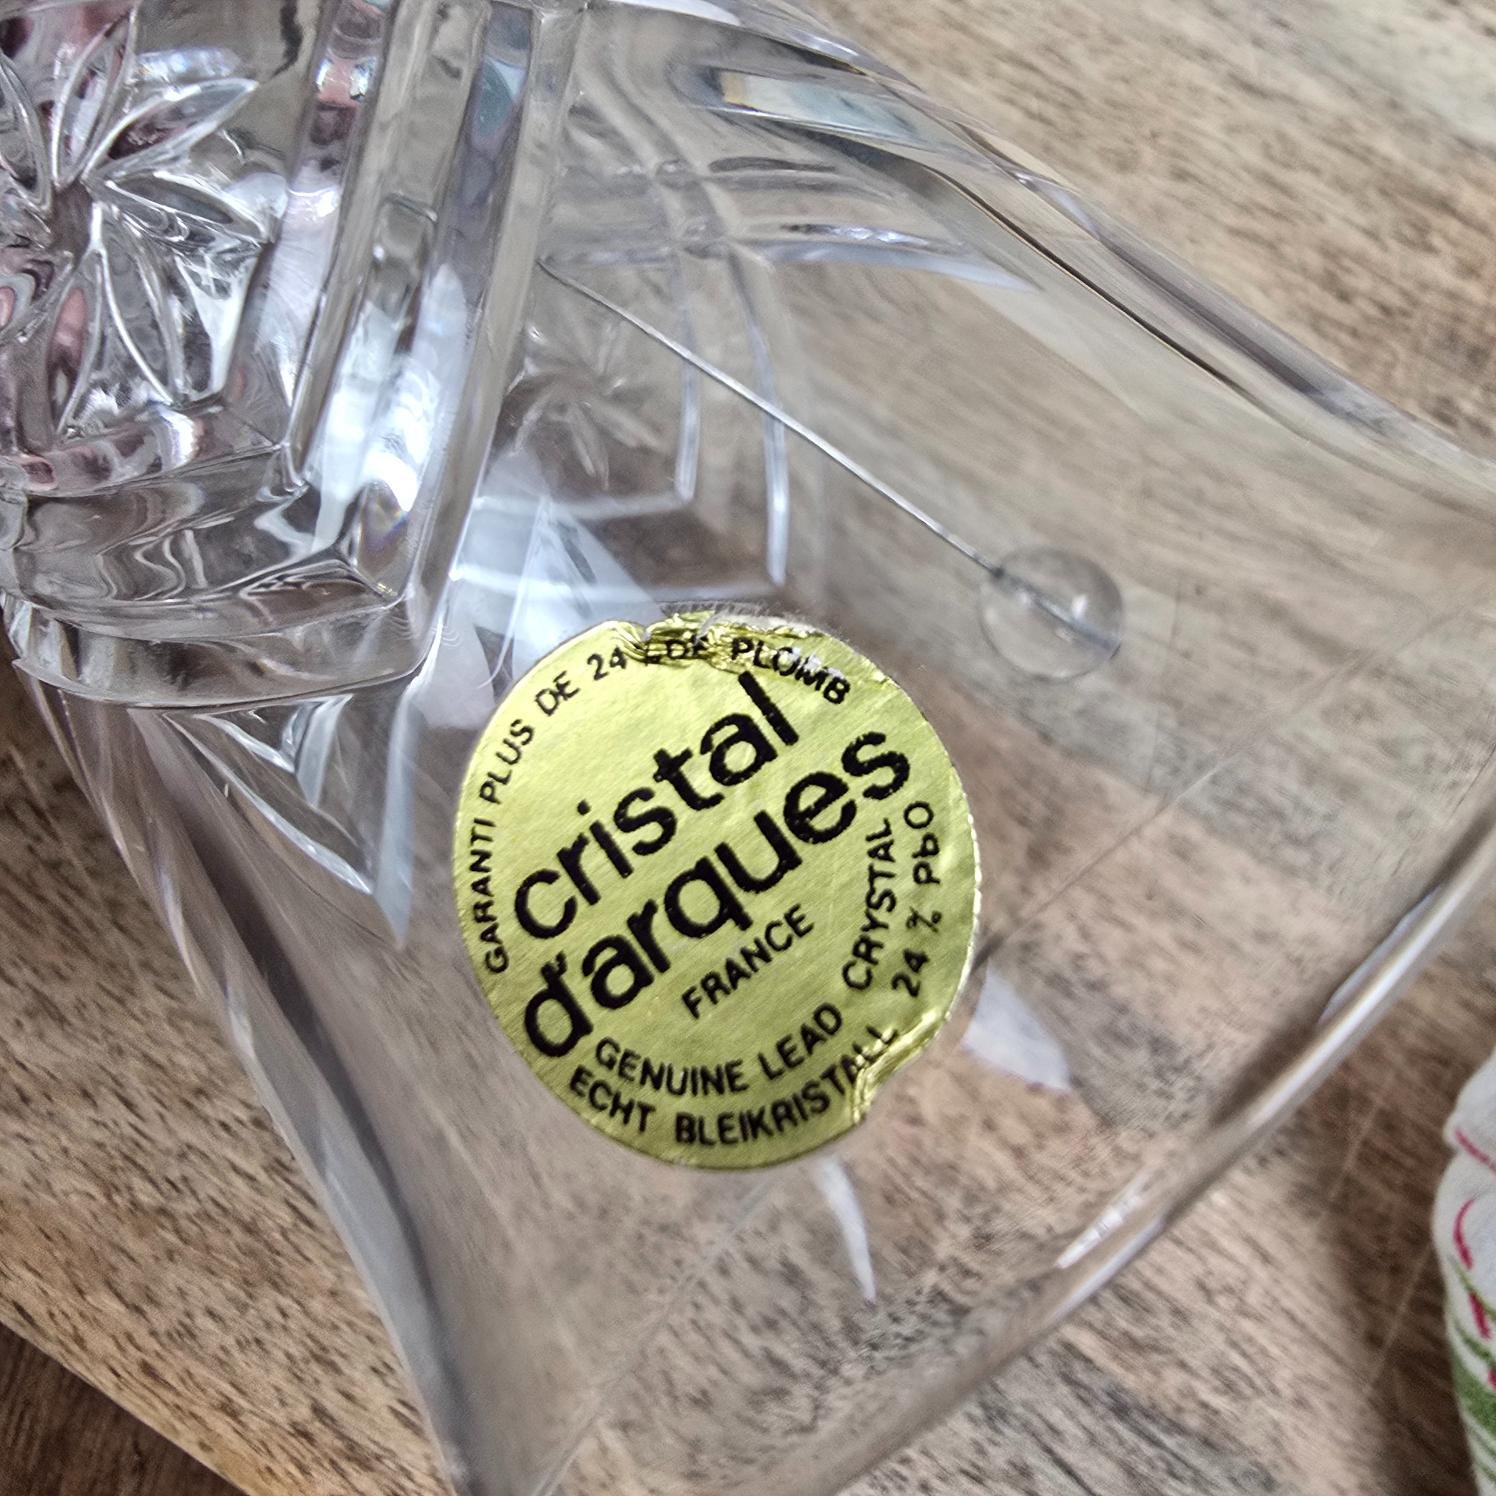 GARANTI PLUS DE 24 DE PLOMB
cristal
d'arques
FRANCE
GENUINE LEAD CRYSTAL
ECHT BLEIKRISTALL 24 % PbO